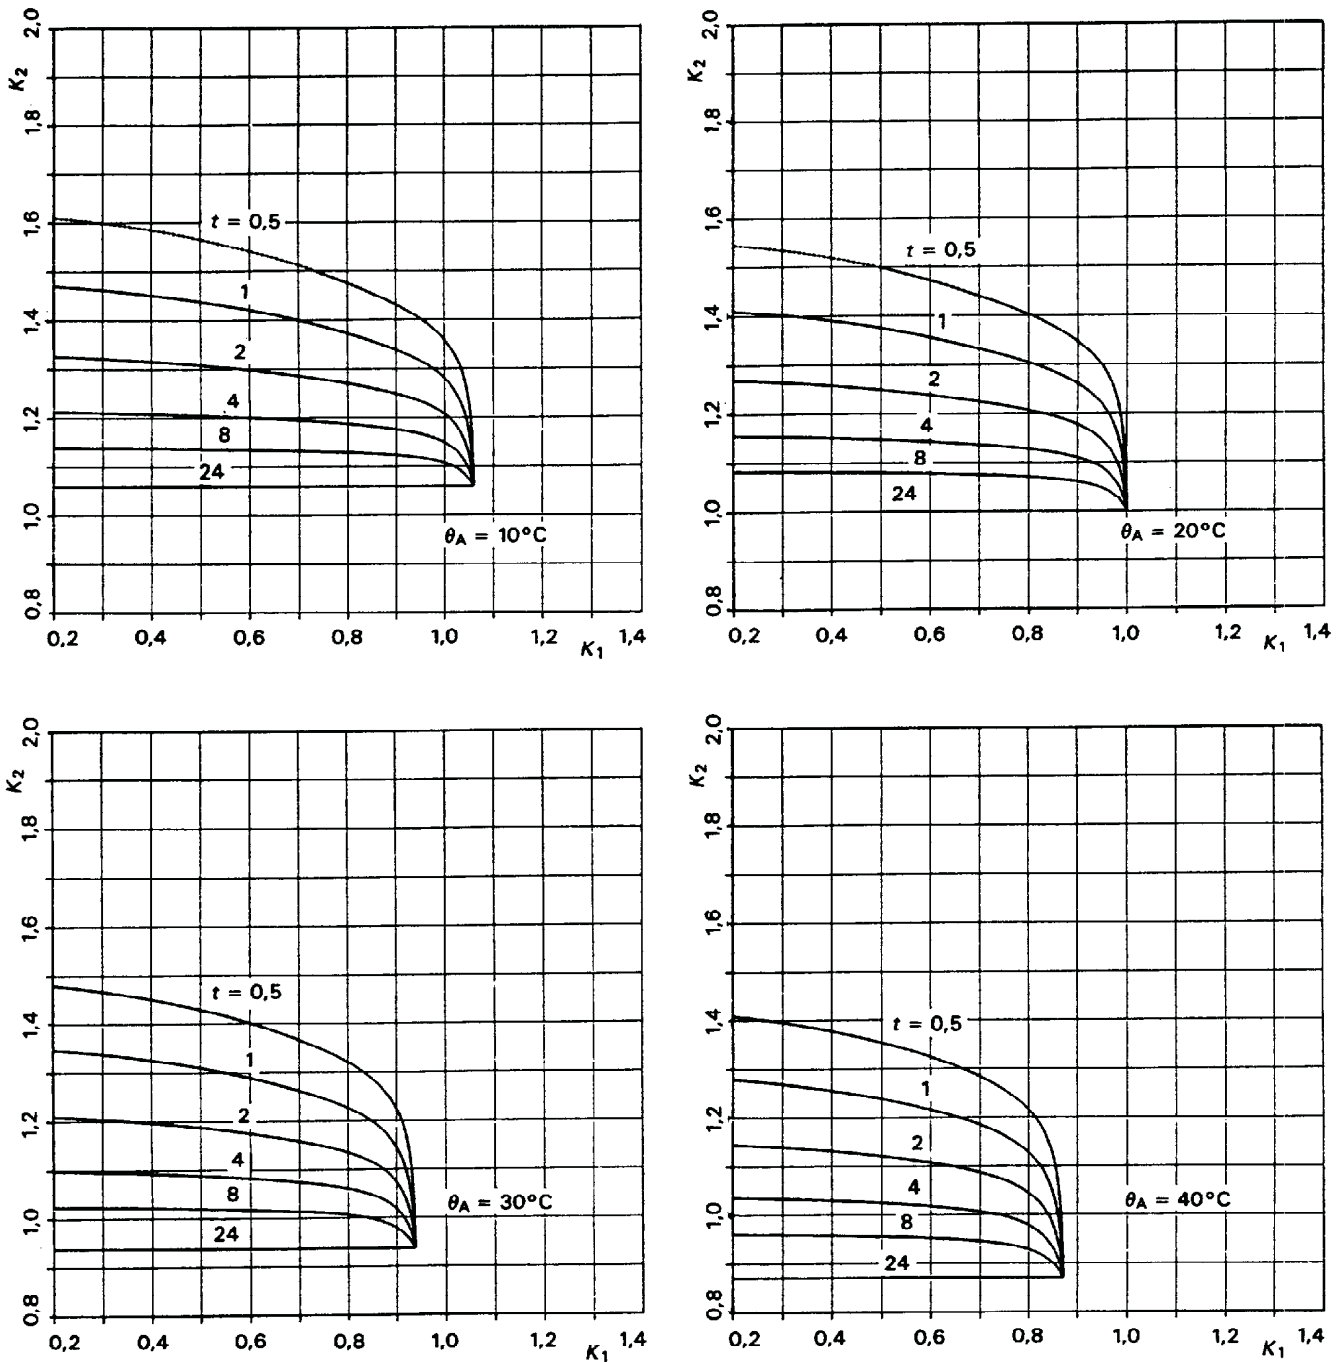 2,0
K2
1,8
1,6
1,4
1,2
1,0
0,8
t = 0,5
1
2
4
8
24
θA = 10°C
0,2 0,4 0,6 0,8 1,0 1,2 1,4
K1
2,0
K2
1,8
1,6
1,4
1,2
1,0
0,8
t = 0,5
1
2
4
8
24
θA = 20°C
0,2 0,4 0,6 0,8 1,0 1,2 1,4
K1
2,0
K2
1,8
1,6
1,4
1,2
1,0
0,8
t = 0,5
1
2
4
8
24
θA = 30°C
0,2 0,4 0,6 0,8 1,0 1,2 1,4
K1
2,0
K2
1,8
1,6
1,4
1,2
1,0
0,8
t = 0,5
1
2
4
8
24
θA = 40°C
0,2 0,4 0,6 0,8 1,0 1,2 1,4
K1